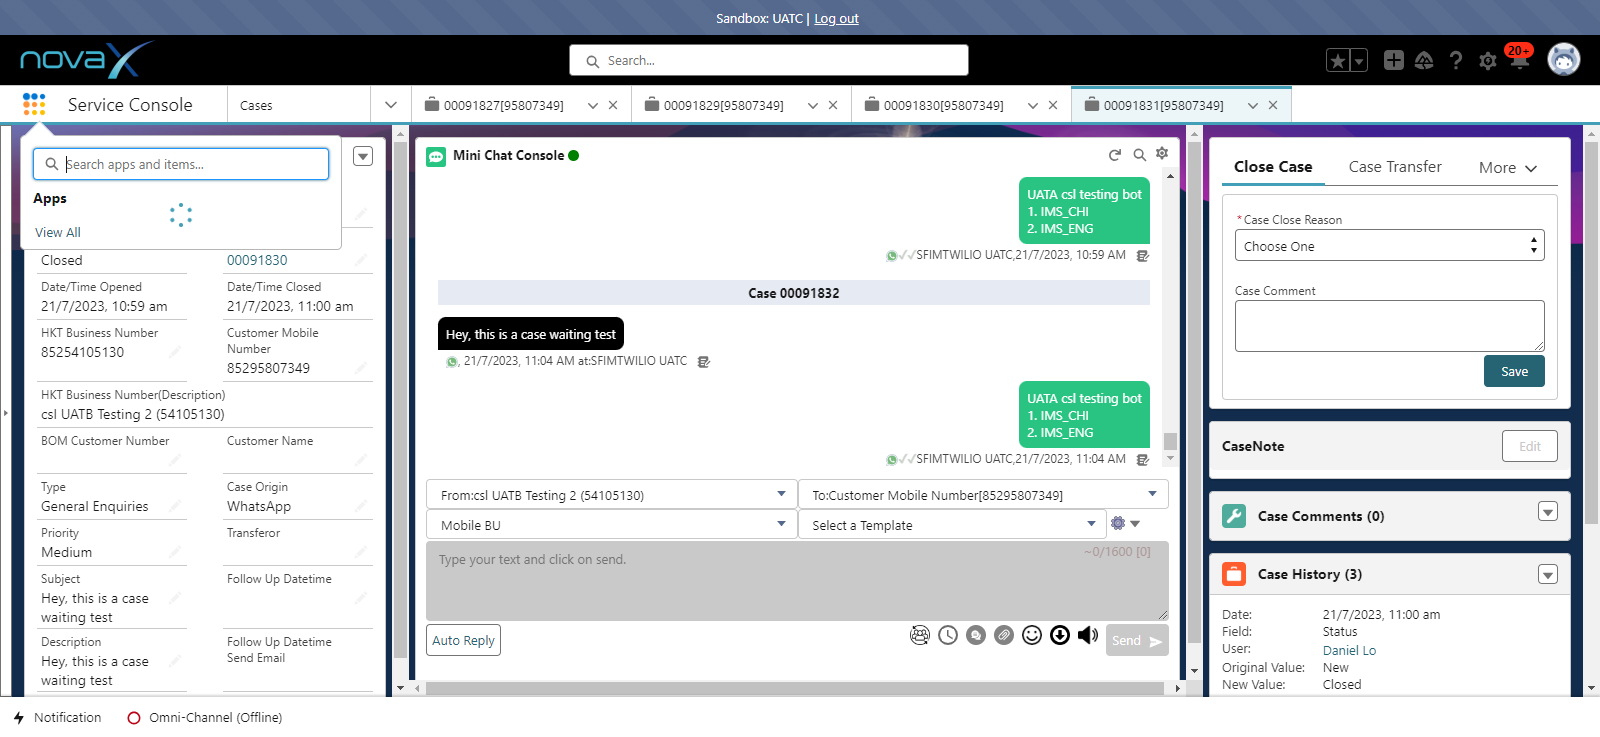 Sandbox: UATC | Log out
novaX
Search...
20+
Service Console
Cases
00091827[95807349]
00091829[95807349]
00091830[95807349]
00091831[95807349]
Search apps and items...
Apps
View All
Closed
00091830
Date/Time Opened
21/7/2023, 10:59 am
Date/Time Closed
21/7/2023, 11:00 am
HKT Business Number
85254105130
Customer Mobile
Number
85295807349
HKT Business Number(Description)
csl UATB Testing 2 (54105130)
BOM Customer Number
Customer Name
Type
General Enquiries
Case Origin
WhatsApp
Priority
Medium
Transferor
Subject
Hey, this is a case
waiting test
Follow Up Datetime
Description
Hey, this is a case
waiting test
Follow Up Datetime
Send Email
Mini Chat Console
UATA csl testing bot
1. IMS_CHI
2. IMS_ENG
SFIMTWILIO UATC,21/7/2023, 10:59 AM
Case 00091832
Hey, this is a case waiting test
, 21/7/2023, 11:04 AM at:SFIMTWILIO UATC
UATA csl testing bot
1. IMS_CHI
2. IMS_ENG
SFIMTWILIO UATC,21/7/2023, 11:04 AM
From:csl UATB Testing 2 (54105130)
To:Customer Mobile Number[85295807349]
Mobile BU
Select a Template
Type your text and click on send.
~0/1600 [0]
Auto Reply
Send
Close Case
Case Transfer
More
*Case Close Reason
Choose One
Case Comment
Save
CaseNote
Edit
Case Comments (0)
Case History (3)
Date: 21/7/2023, 11:00 am
Field: Status
User: Daniel Lo
Original Value: New
New Value: Closed
Notification
Omni-Channel (Offline)